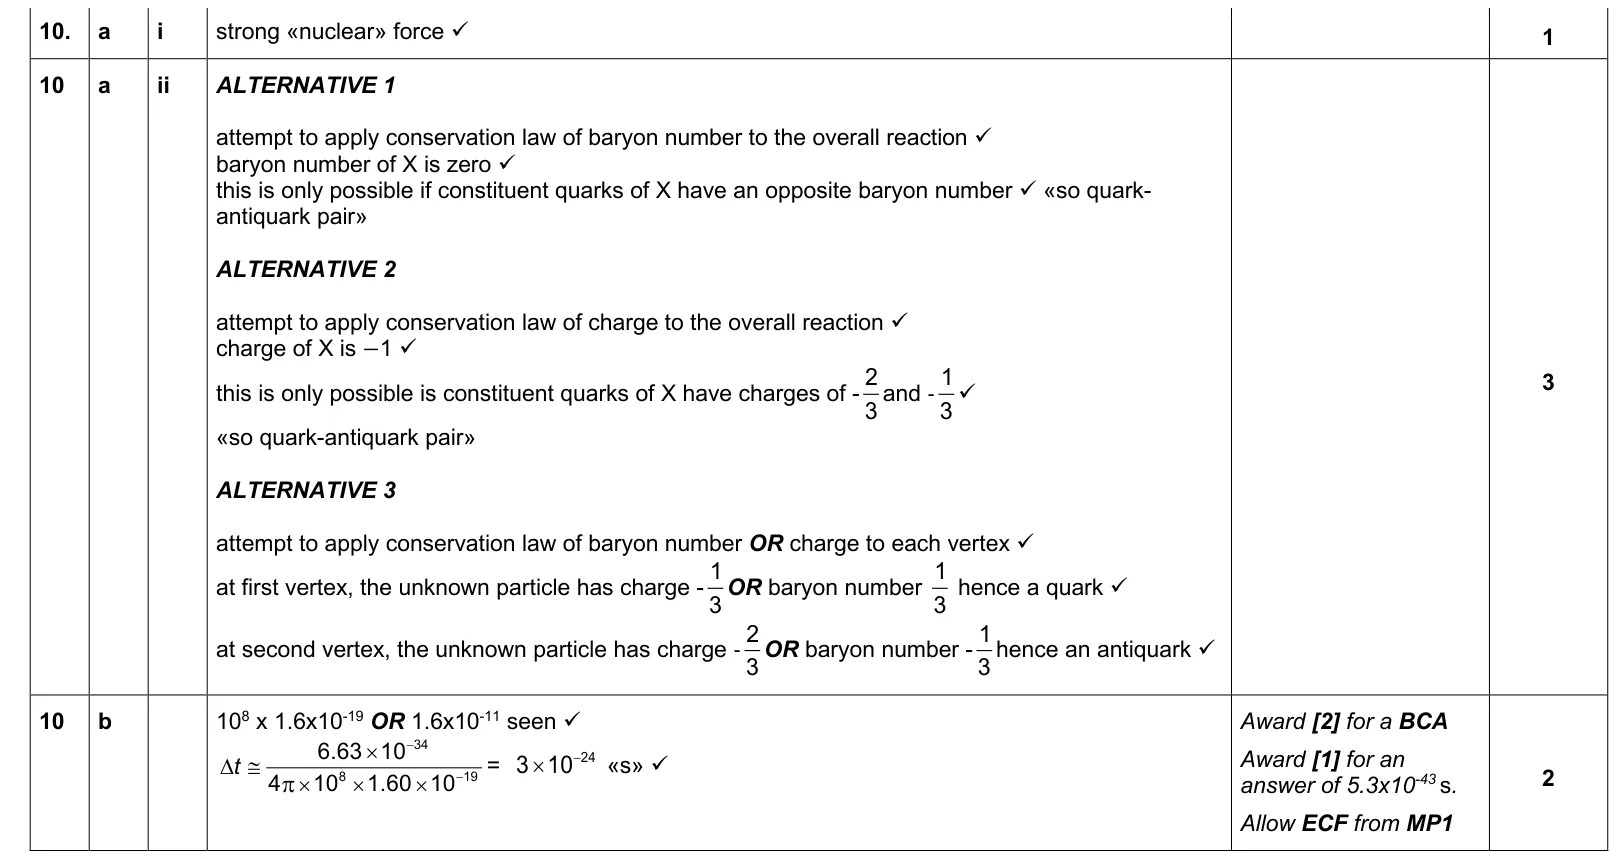 10. a i strong «nuclear» force ✓ 1
10 a ii ALTERNATIVE 1
attempt to apply conservation law of baryon number to the overall reaction ✓
baryon number of X is zero ✓
this is only possible if constituent quarks of X have an opposite baryon number ✓ «so quark-
antiquark pair»
ALTERNATIVE 2
attempt to apply conservation law of charge to the overall reaction ✓
charge of X is −1 ✓
this is only possible is constituent quarks of X have charges of -2/3 and -1/3 ✓
«so quark-antiquark pair»
3
ALTERNATIVE 3
attempt to apply conservation law of baryon number OR charge to each vertex ✓
at first vertex, the unknown particle has charge -1/3 OR baryon number 1/3 hence a quark ✓
at second vertex, the unknown particle has charge -2/3 OR baryon number -1/3 hence an antiquark ✓
10 b 10⁸ x 1.6x10⁻¹⁹ OR 1.6x10⁻¹¹ seen ✓
Δt ≅ 6.63×10⁻³⁴ / 4π×10⁸×1.60×10⁻¹⁹ = 3×10⁻²⁴ «s» ✓
Award [2] for a BCA
Award [1] for an
answer of 5.3x10⁻⁴³ s.
Allow ECF from MP1
2